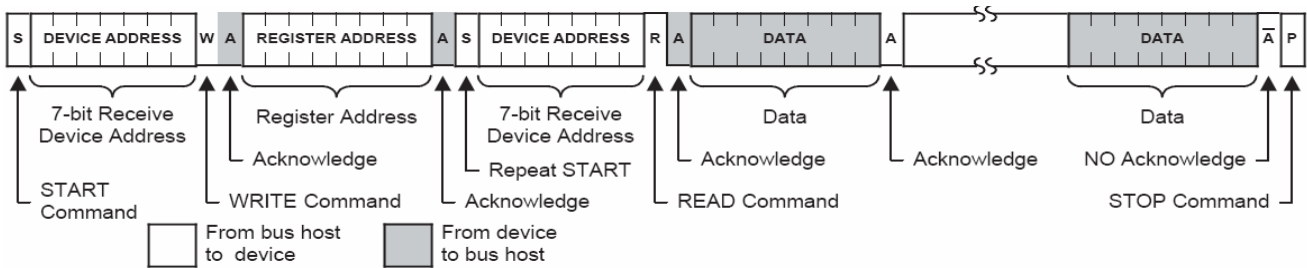 S DEVICE ADDRESS W A REGISTER ADDRESS A S DEVICE ADDRESS R A DATA A DATA A̅ P
7-bit Receive
Device Address
Register Address
7-bit Receive
Device Address
Data
Data
Acknowledge
Repeat START
Acknowledge
Acknowledge
NO Acknowledge
START
Command
WRITE Command
Acknowledge
READ Command
STOP Command
From bus host
to device
From device
to bus host